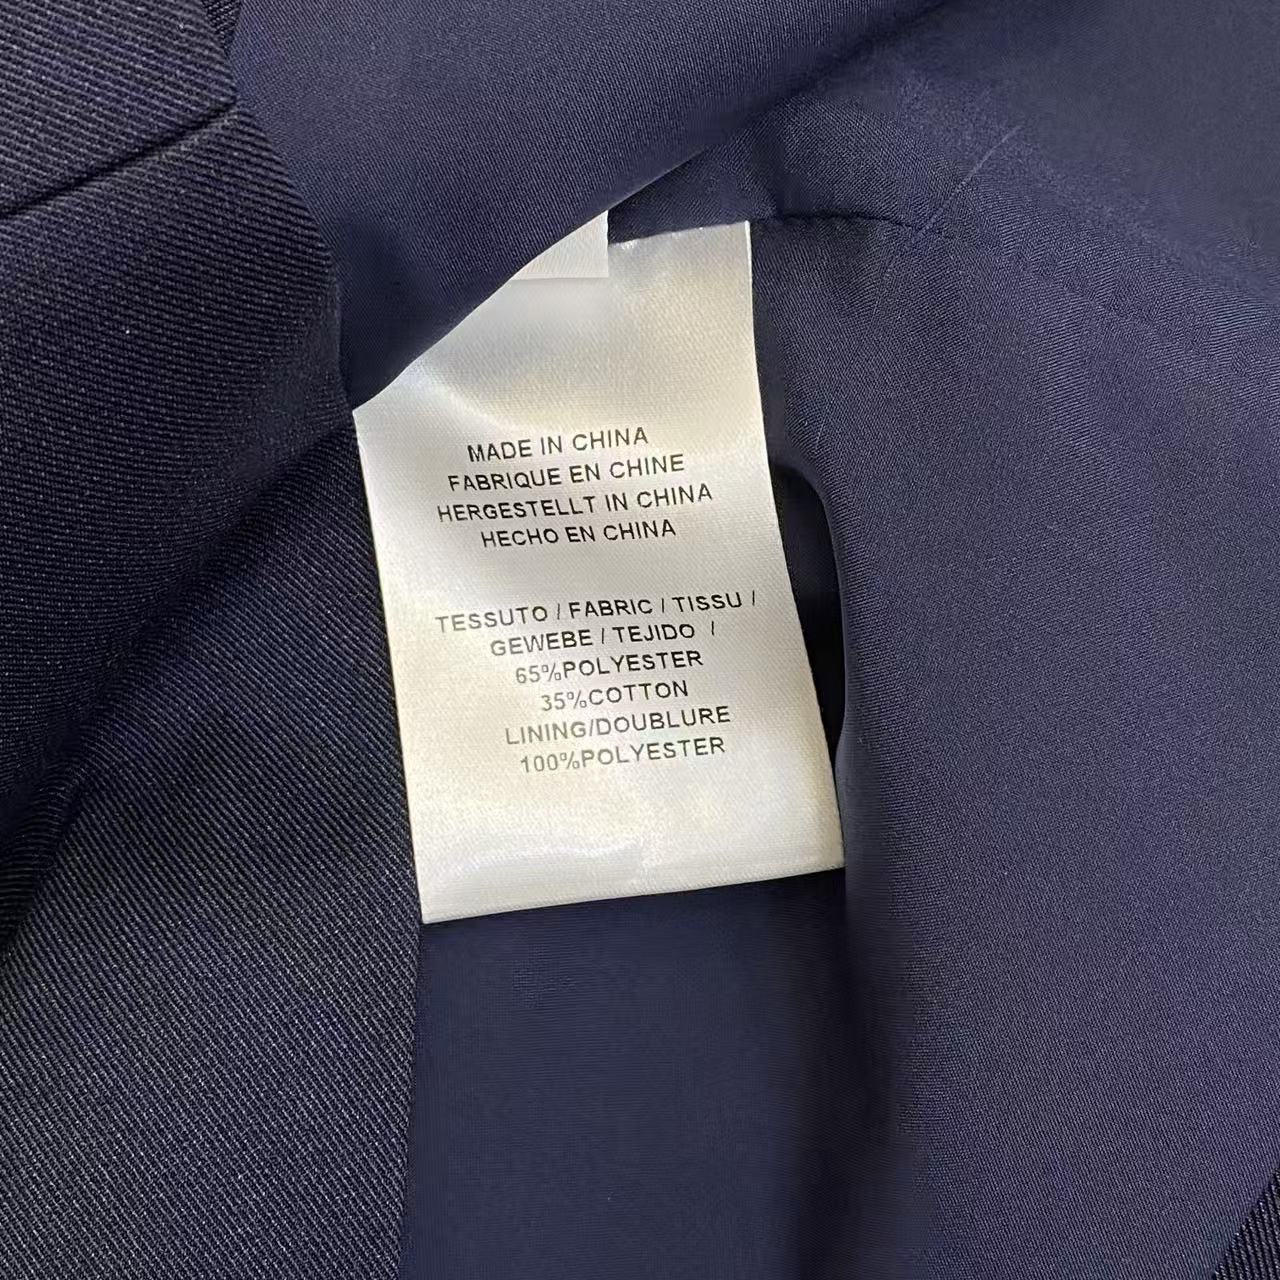 MADE IN CHINA
FABRIQUE EN CHINE
HERGESTELLT IN CHINA
HECHO EN CHINA
TESSUTO / FABRIC / TISSU /
GEWEBE / TEJIDO /
65%POLYESTER
35%COTTON
LINING/DOUBLURE
100%POLYESTER